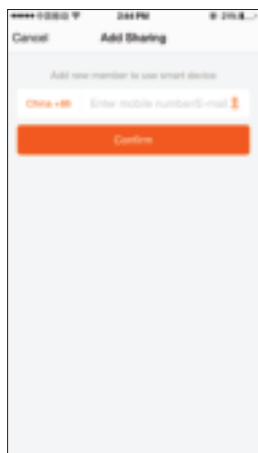 2:44 PM
Cancel Add Sharing
Add new member to use smart device
China +86 Enter mobile number/E-mail
Confirm